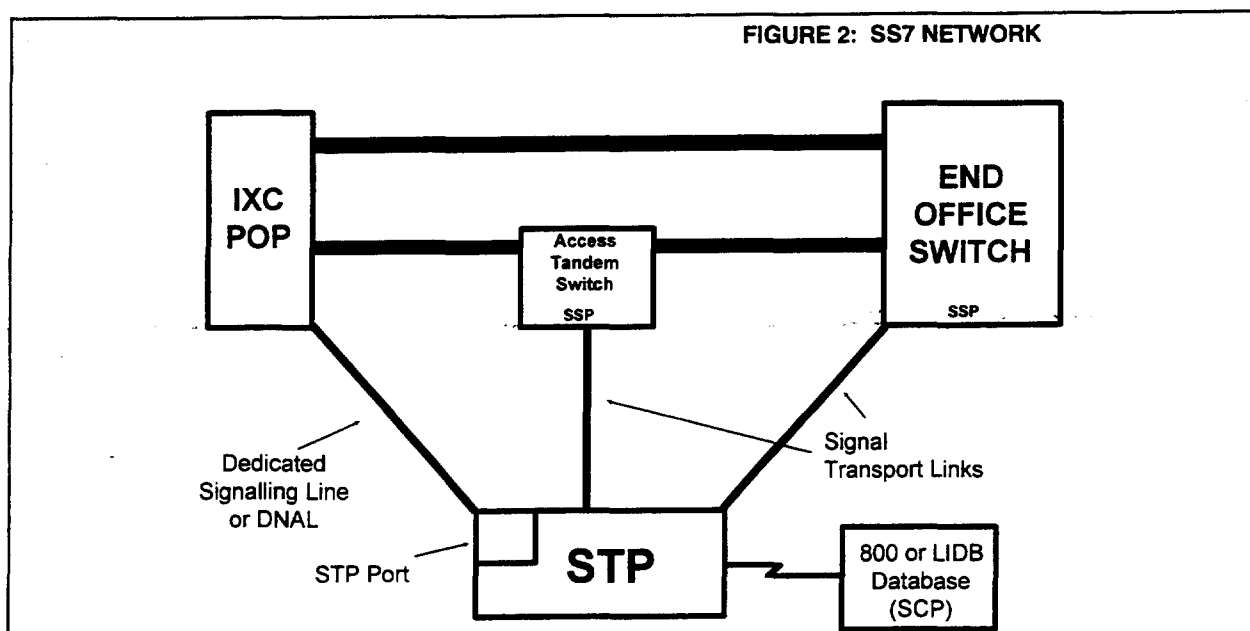 FIGURE 2: SS7 NETWORK
IXC
POP
END
OFFICE
SWITCH
SSP
Access
Tandem
Switch
SSP
Dedicated
Signalling Line
or DNAL
Signal
Transport Links
STP Port
STP
800 or LIDB
Database
(SCP)